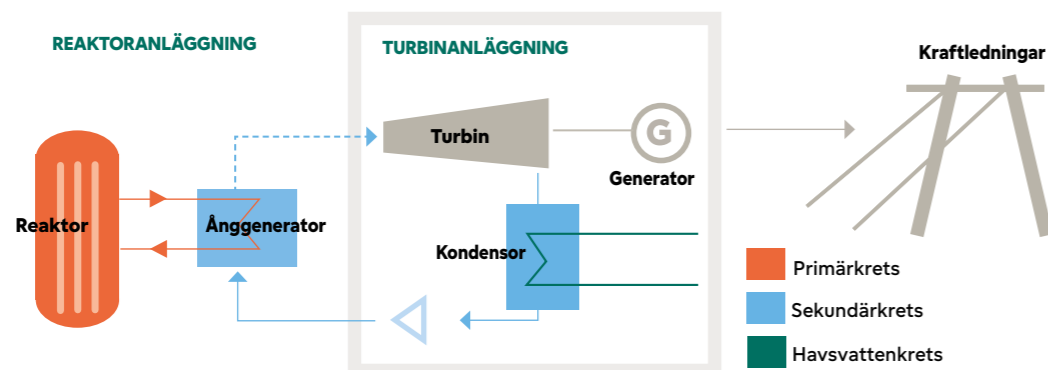 REAKTORANLÄGGNING
TURBINANLÄGGNING
Kraftledningar
Turbin
G
Generator
Reaktor
Ånggenerator
Kondensor
Primärkrets
Sekundärkrets
Havsvattenkrets